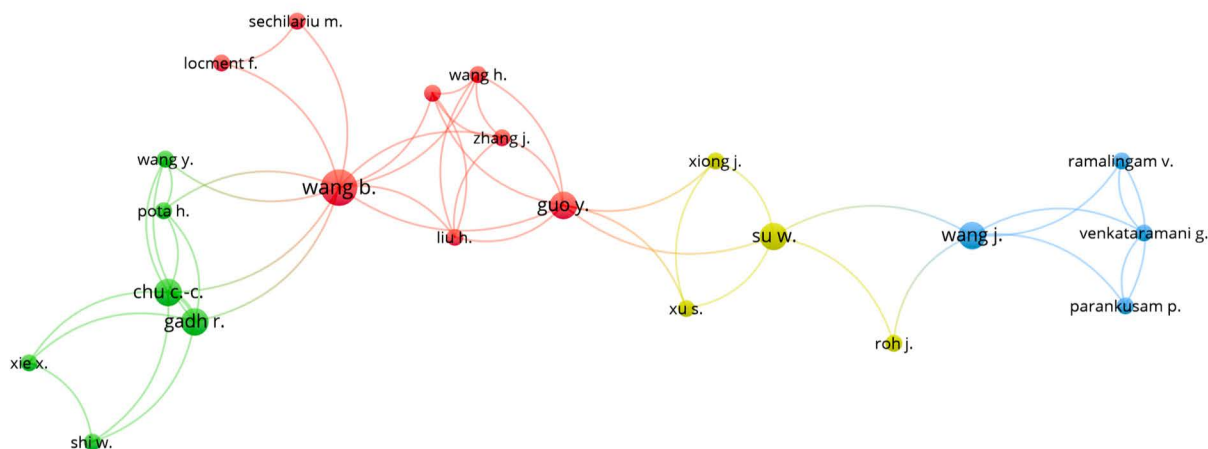 sechilariu m.
locment f.
wang h.
zhang j.
wang y.
xiong j.
ramalingam v.
wang b.
pota h.
guo y.
su w.
wang j.
venkataramani g.
liu h.
chu c.-c.
gadh r.
xu s.
parankusam p.
roh j.
xie x.
shi w.